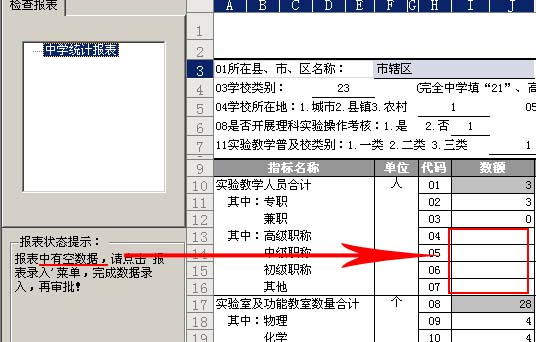 检查报表
中学统计报表
报表状态提示：
报表中有空数据，请点击'报
表录入'菜单，完成数据录
入，再审批!
A B C D E F G H I J
1
2
3 01所在县、市、区名称： 市辖区
4 03学校类别： 23 (完全中学填“21”、高
5 04学校所在地：1.城市2.县镇3.农村 1 05
6 08是否开展理科实验操作考核：1.是 2.否 1
7 11实验教学普及校类别：1.一类 2.二类 3.三类 1
9 指标名称 单位 代码 数额
10 实验教学人员合计 人 01 3
11 其中：专职 02 3
12 兼职 03 0
13 其中：高级职称 04
14 中级职称 05
15 初级职称 06
16 其他 07
17 实验室及功能教室数量合计 个 08 28
18 其中：物理 09 4
19 化学 10 4